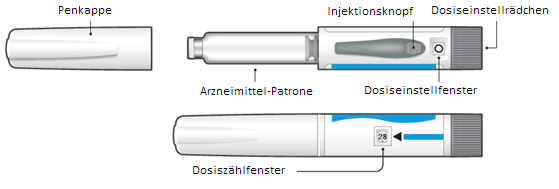 Penkappe
Injektionsknopf
Dosiseinstellrädchen
Arzneimittel-Patrone
Dosiseinstellfenster
28
Dosiszählfenster